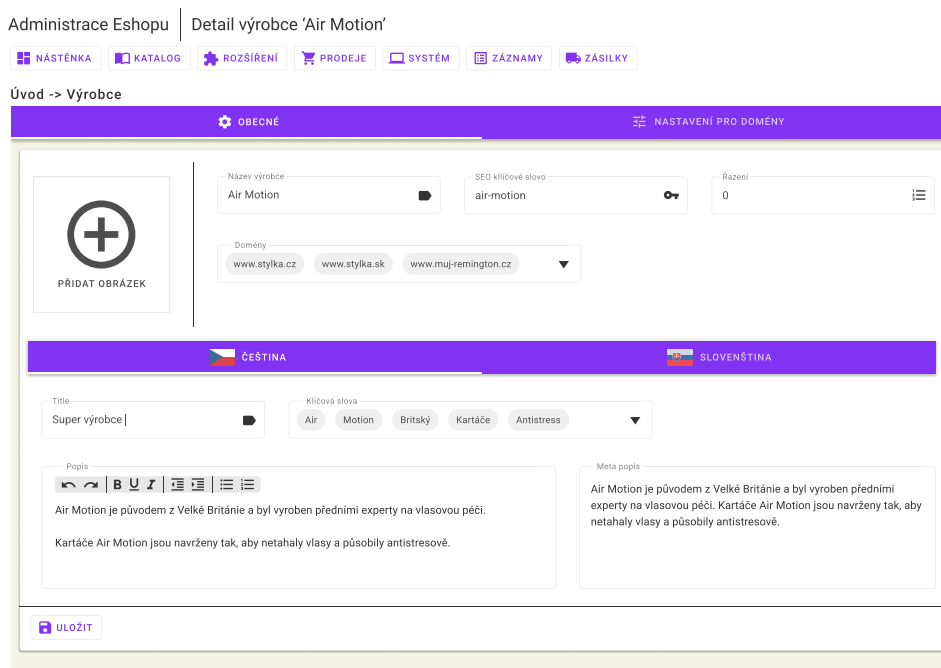 Administrace Eshopu
Detail výrobce ‘Air Motion’
NÁSTĚNKA
KATALOG
ROZŠÍŘENÍ
PRODEJE
SYSTÉM
ZÁZNAMY
ZÁSILKY
Úvod -> Výrobce
OBECNÉ
NASTAVENÍ PRO DOMÉNY
PŘIDAT OBRÁZEK
Název výrobce
Air Motion
SEO kllíčové slovo
air-motion
Řazení
0
Domény
www.stylka.cz
www.stylka.sk
www.muj-remington.cz
ČEŠTINA
SLOVENŠTINA
Title
Super výrobce
Klíčová slova
Air
Motion
Britský
Kartáče
Antistress
Popis
B U I
Air Motion je původem z Velké Británie a byl vyroben předními experty na vlasovou péči.
Kartáče Air Motion jsou navrženy tak, aby netahaly vlasy a působily antistresově.
Meta popis
Air Motion je původem z Velké Británie a byl vyroben předními
experty na vlasovou péči. Kartáče Air Motion jsou navrženy tak, aby
netahaly vlasy a působily antistresově.
ULOŽIT